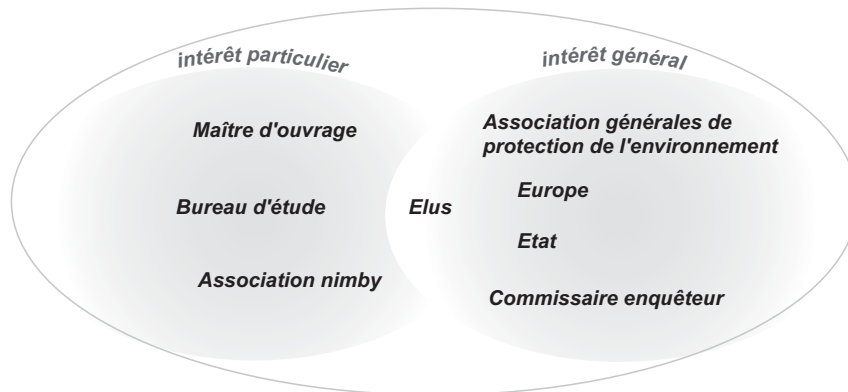 intérêt particulier
Maître d'ouvrage
Bureau d'étude
Association nimby
Elus
intérêt général
Association générales de
protection de l'environnement
Europe
Etat
Commissaire enquêteur